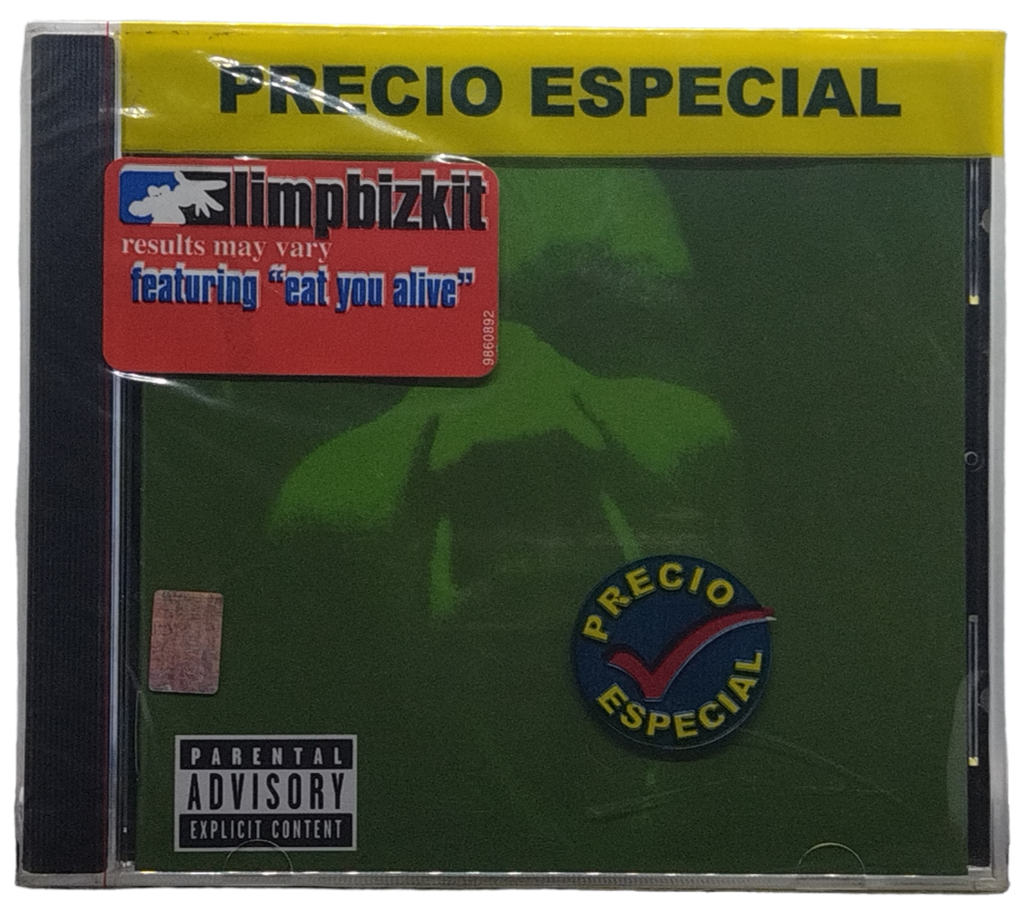 PRECIO ESPECIAL
limpbizkit
results may vary
featuring "eat you alive"
9860892
PRECIO
ESPECIAL
PARENTAL
ADVISORY
EXPLICIT CONTENT